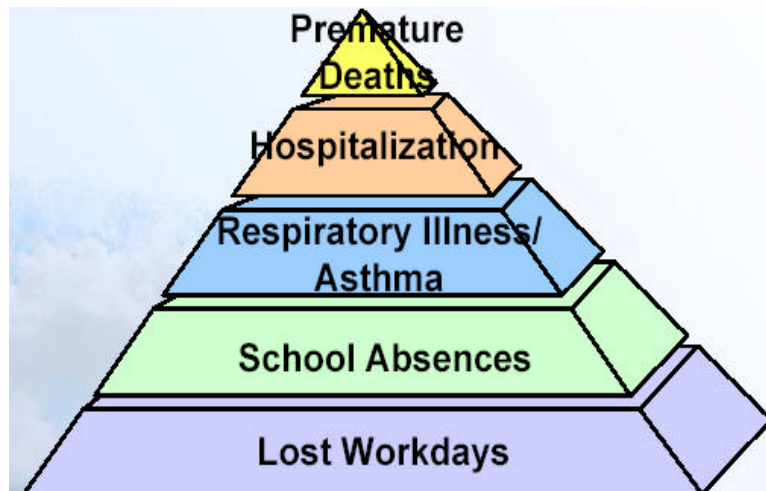 Premature
Deaths
Hospitalization
Respiratory Illness/
Asthma
School Absences
Lost Workdays